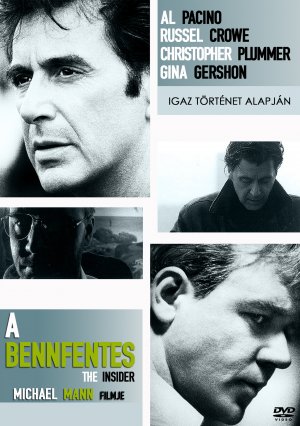 AL PACINO
RUSSEL CROWE
CHRISTOPHER PLUMMER
GINA GERSHON
IGAZ TÖRTÉNET ALAPJÁN
A
BENNFENTES
THE INSIDER
MICHAEL MANN FILMJE
DVD
VIDEO